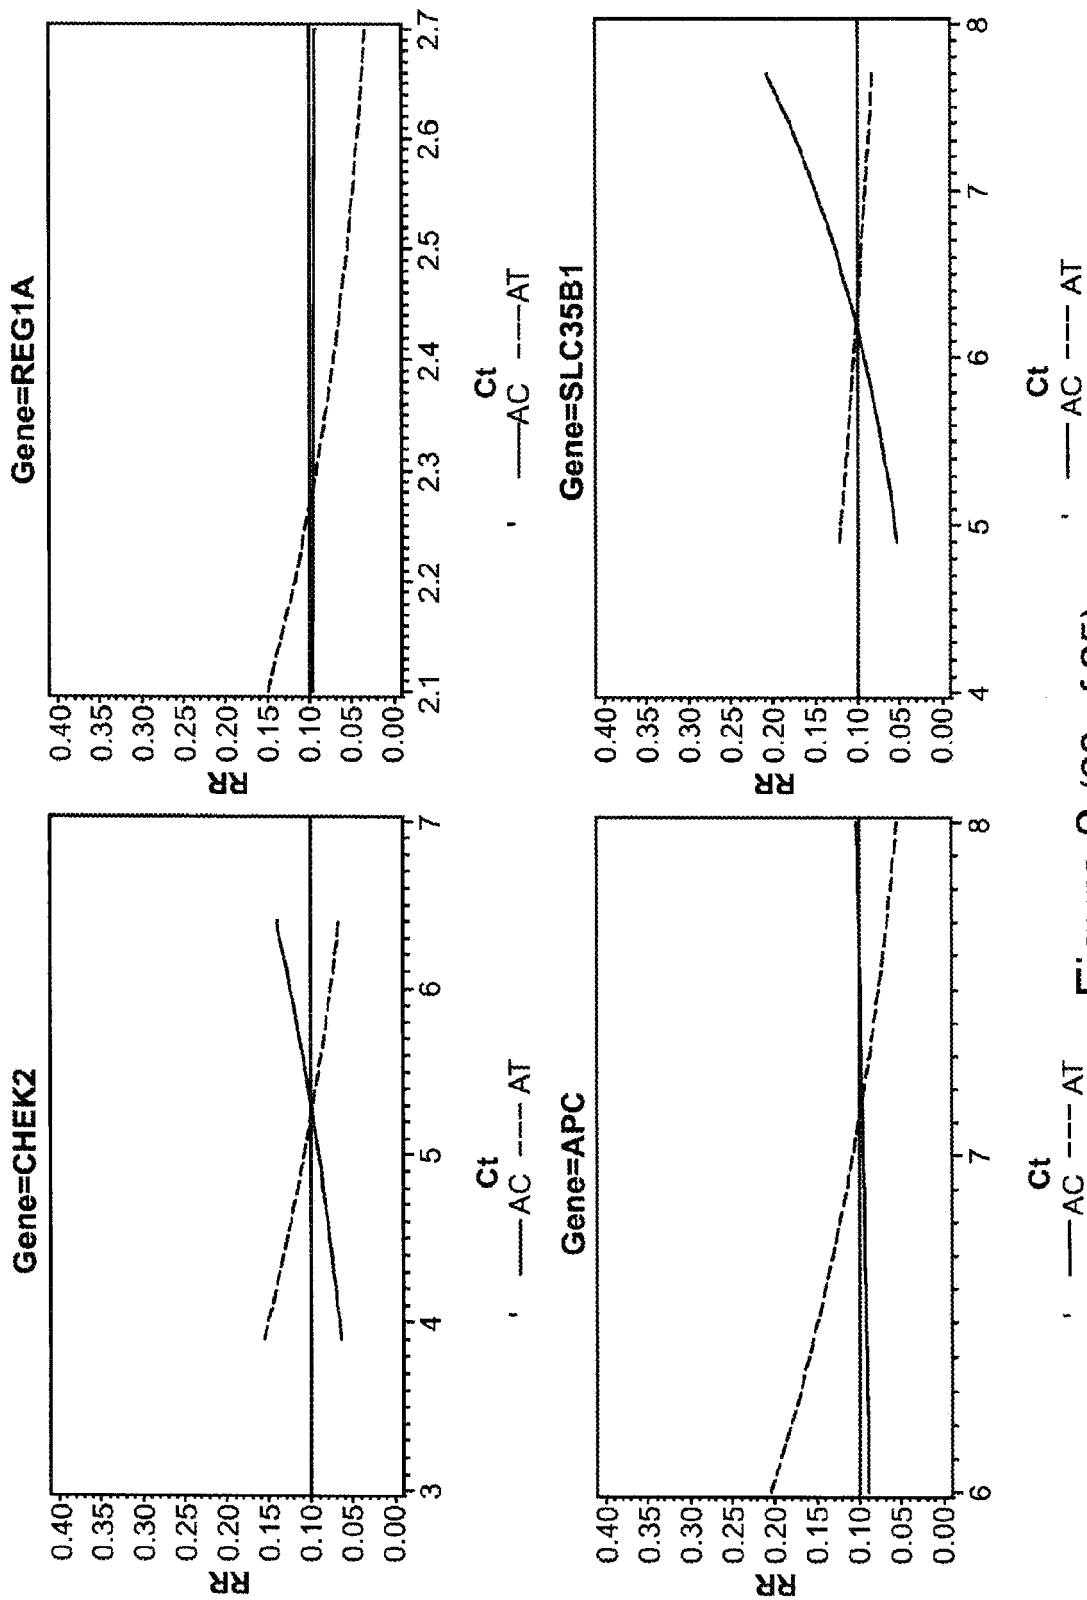 Gene=CHEK2
RR
0.40
0.35
0.30
0.25
0.20
0.15
0.10
0.05
0.00
3 4 5 6 7
Ct
' —— AC --- AT
Gene=REG1A
RR
0.40
0.35
0.30
0.25
0.20
0.15
0.10
0.05
0.00
2.1 2.2 2.3 2.4 2.5 2.6 2.7
Ct
' —— AC --- AT
Gene=APC
RR
0.40
0.35
0.30
0.25
0.20
0.15
0.10
0.05
0.00
6 7 8
Ct
' —— AC --- AT
Gene=SLC35B1
RR
0.40
0.35
0.30
0.25
0.20
0.15
0.10
0.05
0.00
4 5 6 7 8
Ct
' —— AC --- AT